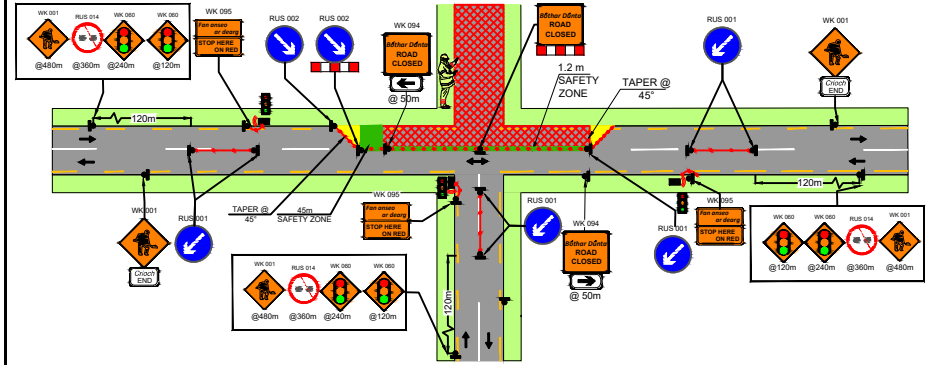 WK 001
RUS 014
WK 060
WK 060
@480m
@360m
@240m
@120m
WK 095
Fan anseo
ar dearg
STOP HERE
ON RED
RUS 002
RUS 002
WK 094
Bóthar Dúnta
ROAD
CLOSED
@ 50m
Bóthar Dúnta
ROAD
CLOSED
1.2 m
SAFETY
ZONE
TAPER @
45°
RUS 001
WK 001
Críoch
END
120m
120m
WK 001
Críoch
END
RUS 001
TAPER @
45°
45m
SAFETY ZONE
WK 095
Fan anseo
ar dearg
STOP HERE
ON RED
RUS 001
WK 094
Bóthar Dúnta
ROAD
CLOSED
@ 50m
RUS 001
WK 095
Fan anseo
ar dearg
STOP HERE
ON RED
WK 060
WK 060
RUS 014
WK 001
@120m
@240m
@360m
@480m
WK 001
RUS 014
WK 060
WK 060
@480m
@360m
@240m
@120m
120m